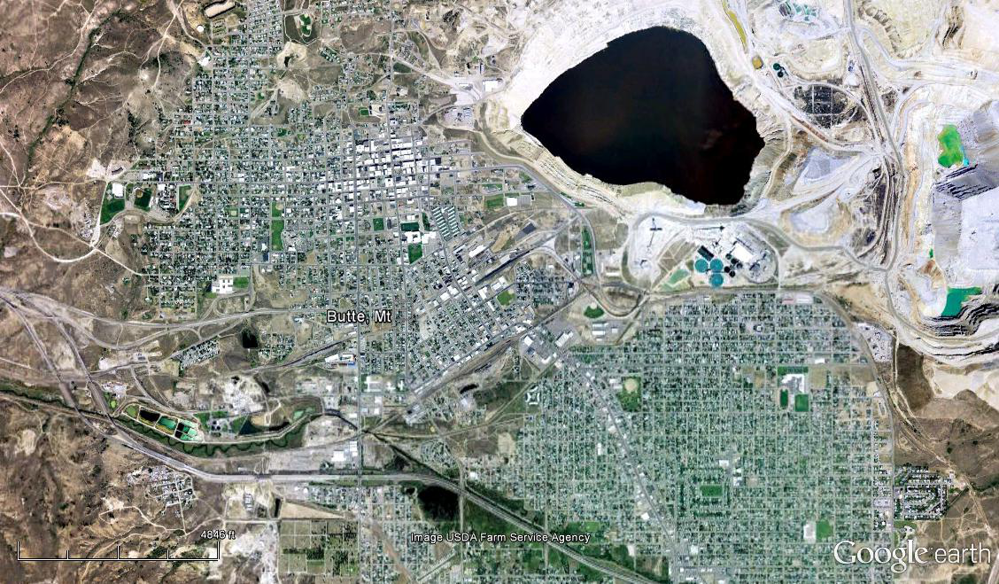 Butte, Mt
4846 ft
Image USDA Farm Service Agency
Google earth